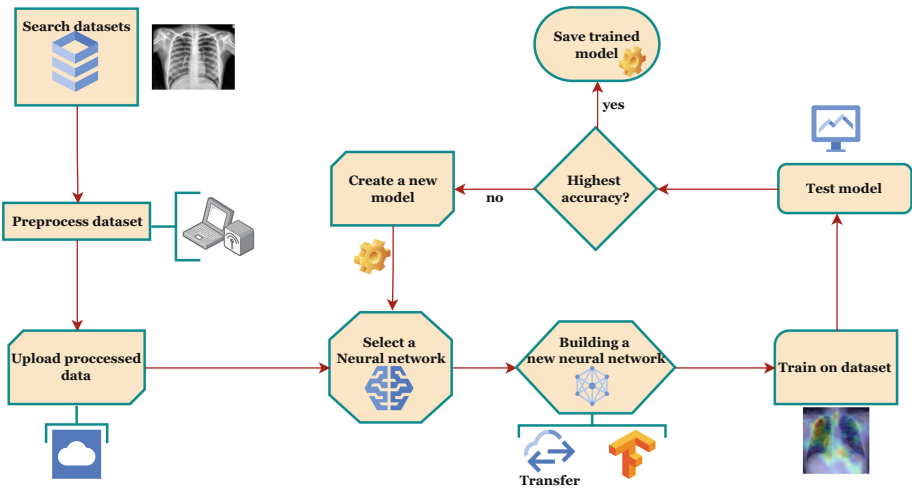 Search datasets
Save trained
model
yes
Create a new
model
no
Highest
accuracy?
Test model
Preprocess dataset
Upload proccessed
data
Select a
Neural network
Building a
new neural network
Train on dataset
Transfer